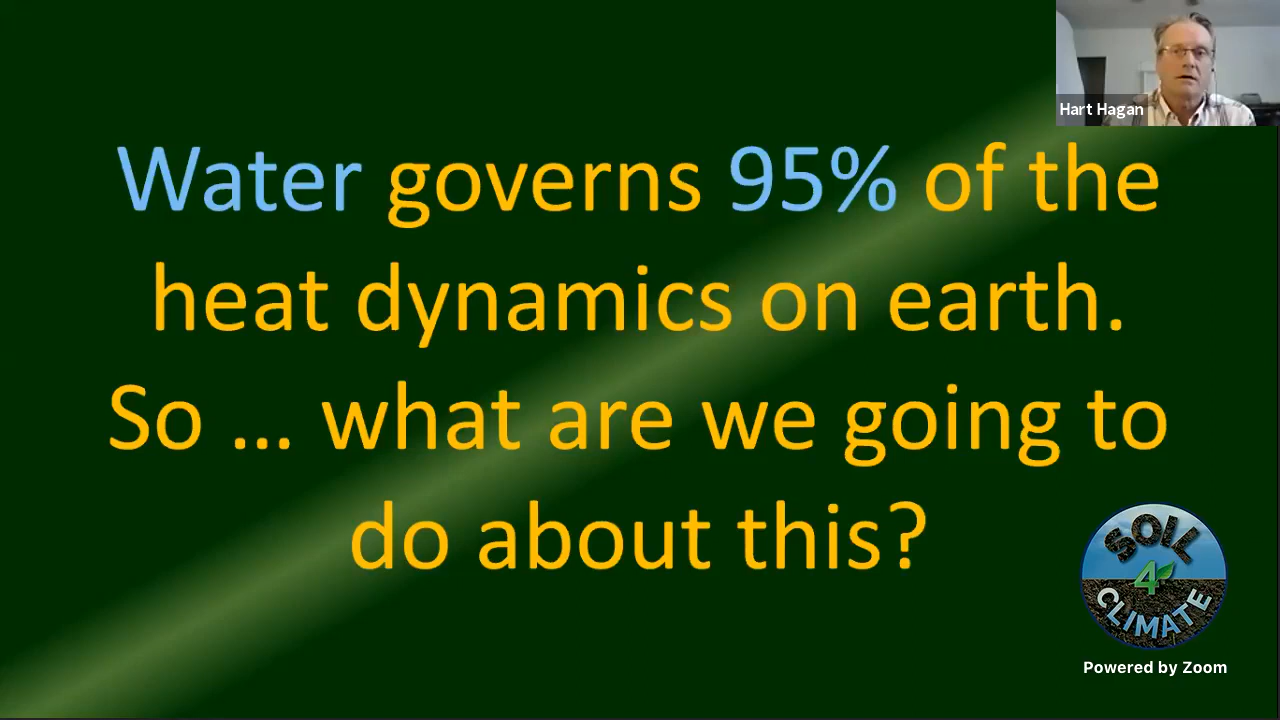 Hart Hagan
Water governs 95% of the
heat dynamics on earth.
So ... what are we going to
do about this?
SOIL
4
CLIMATE
Powered by Zoom